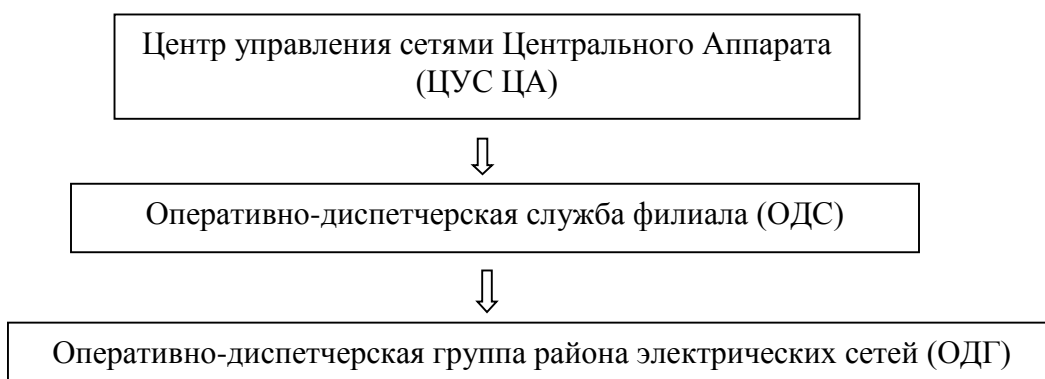 Центр управления сетями Центрального Аппарата
(ЦУС ЦА)
Оперативно-диспетчерская служба филиала (ОДС)
Оперативно-диспетчерская группа района электрических сетей (ОДГ)